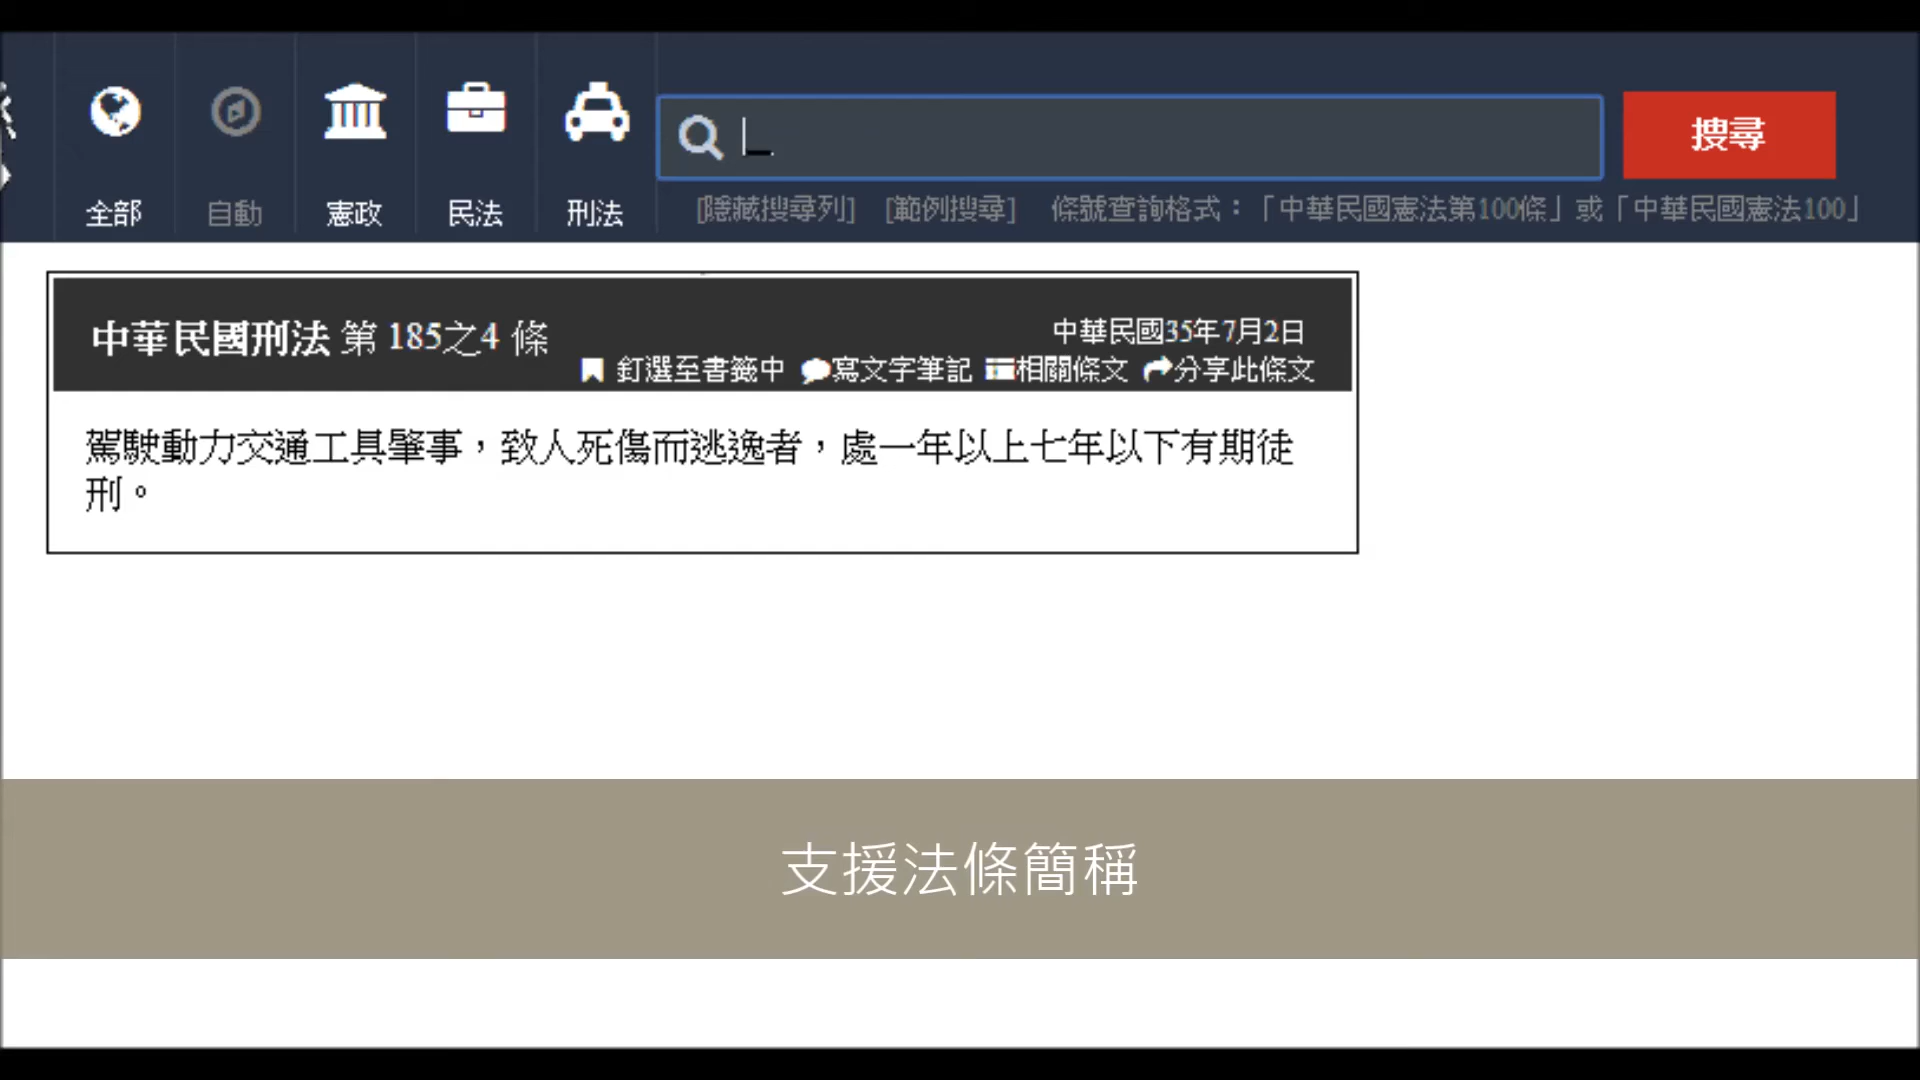 全部
自動
憲政
民法
刑法
搜尋
[隱藏搜尋列] [範例搜尋] 條號查詢格式：「中華民國憲法第100條」或「中華民國憲法100」
中華民國刑法 第 185之4 條
中華民國35年7月2日
釘選至書籤中 寫文字筆記 相關條文 分享此條文
駕駛動力交通工具肇事，致人死傷而逃逸者，處一年以上七年以下有期徒
刑。
支援法條簡稱